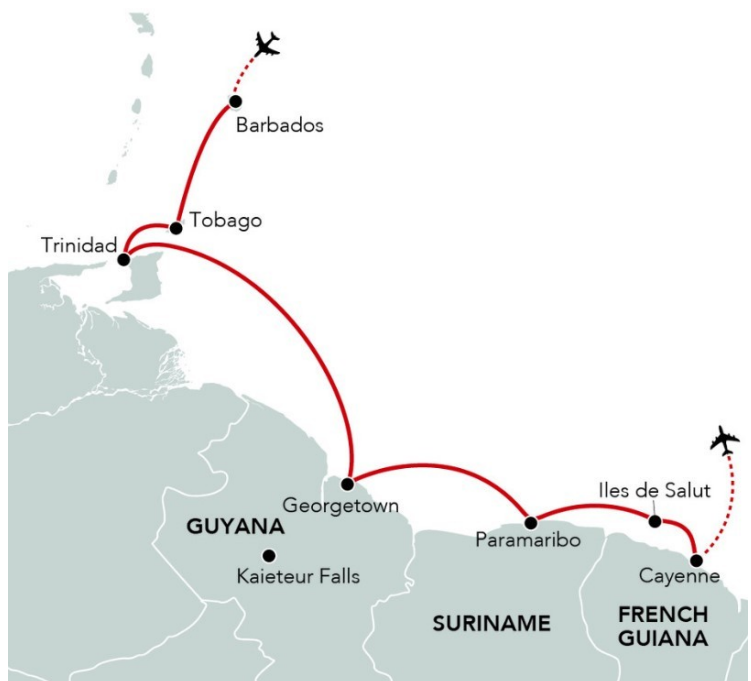 Barbados
Tobago
Trinidad
Georgetown
Iles de Salut
GUYANA
Paramaribo
Kaieteur Falls
Cayenne
SURINAME
FRENCH
GUIANA